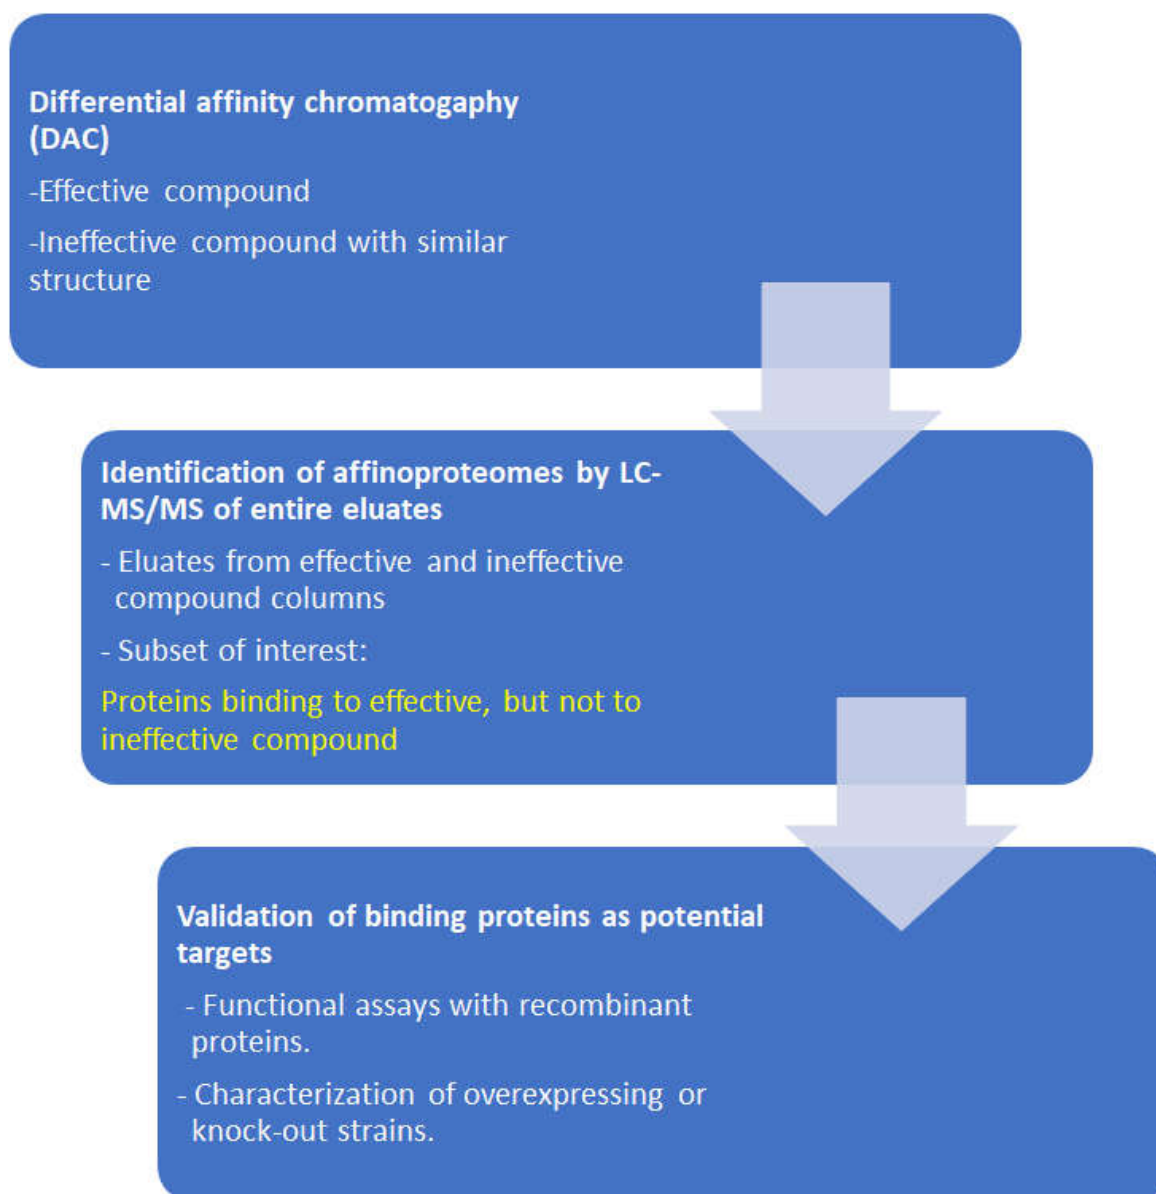 Differential affinity chromatogaphy
(DAC)
-Effective compound
-Ineffective compound with similar
structure
Identification of affinoproteomes by LC-
MS/MS of entire eluates
- Eluates from effective and ineffective
compound columns
- Subset of interest:
Proteins binding to effective, but not to
ineffective compound
Validation of binding proteins as potential
targets
- Functional assays with recombinant
proteins.
- Characterization of overexpressing or
knock-out strains.